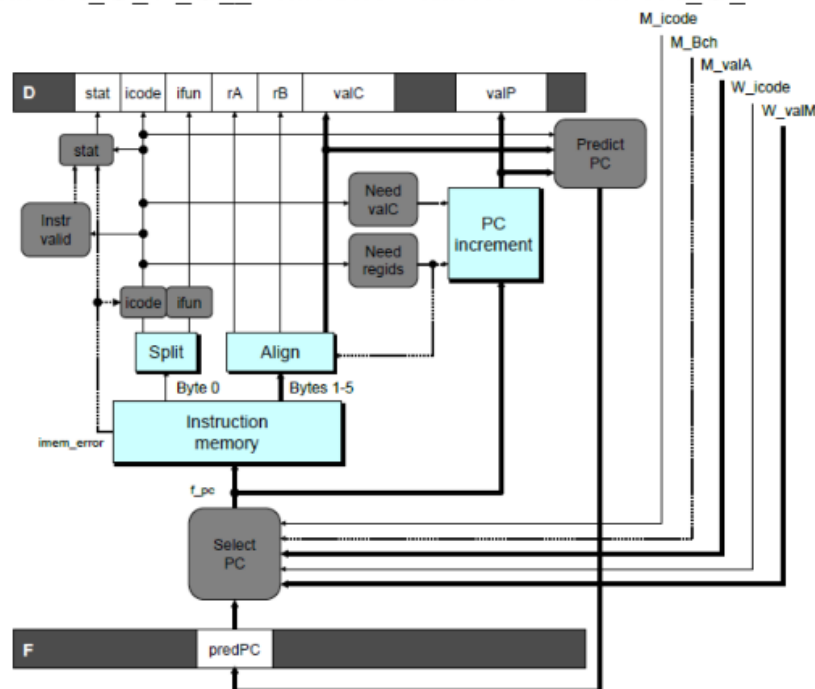 M_icode
M_Bch
M_valA
W_icode
W_valM
D stat icode ifun rA rB valC valP
stat
Predict
PC
Need
valC
Instr
valid
PC
increment
Need
regids
icode ifun
Split
Align
Byte 0
Bytes 1-5
Instruction
memory
imem_error
f_pc
Select
PC
F predPC